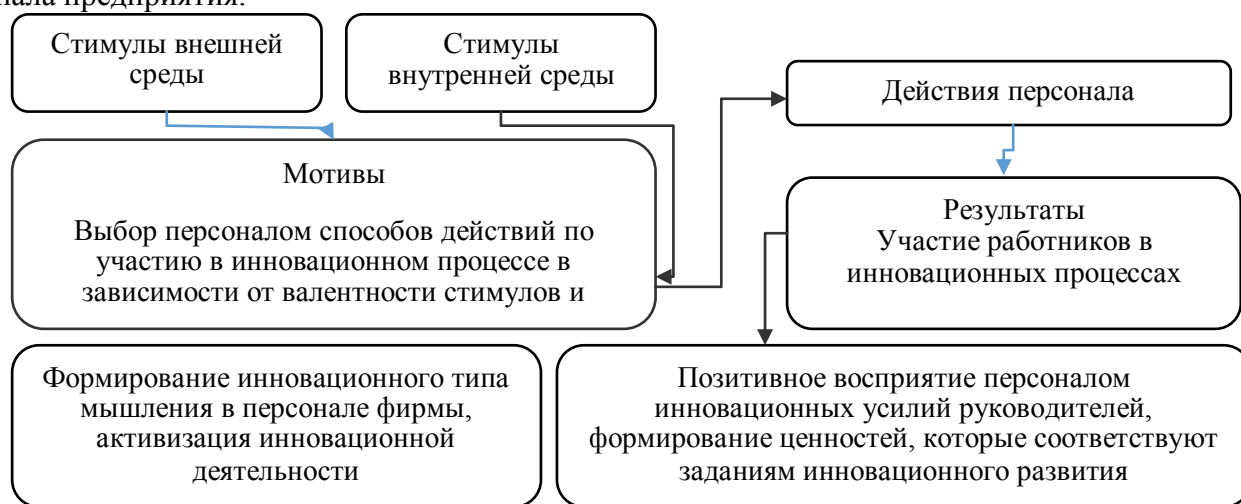 предприятия.
Стимулы внешней
среды
Стимулы
внутренней среды
Действия персонала
Мотивы
Выбор персоналом способов действий по
участию в инновационном процессе в
зависимости от валентности стимулов и
Результаты
Участие работников в
инновационных процессах
Формирование инновационного типа
мышления в персонале фирмы,
активизация инновационной
деятельности
Позитивное восприятие персоналом
инновационных усилий руководителей,
формирование ценностей, которые соответствуют
заданиям инновационного развития